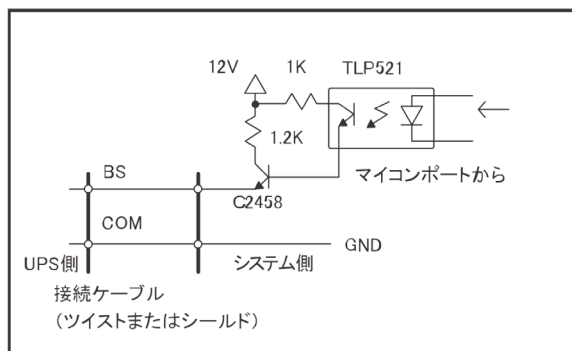 12V
1K
TLP521
1.2K
マイコンポートから
BS
C2458
COM
GND
UPS側
システム側
接続ケーブル
(ツイストまたはシールド)